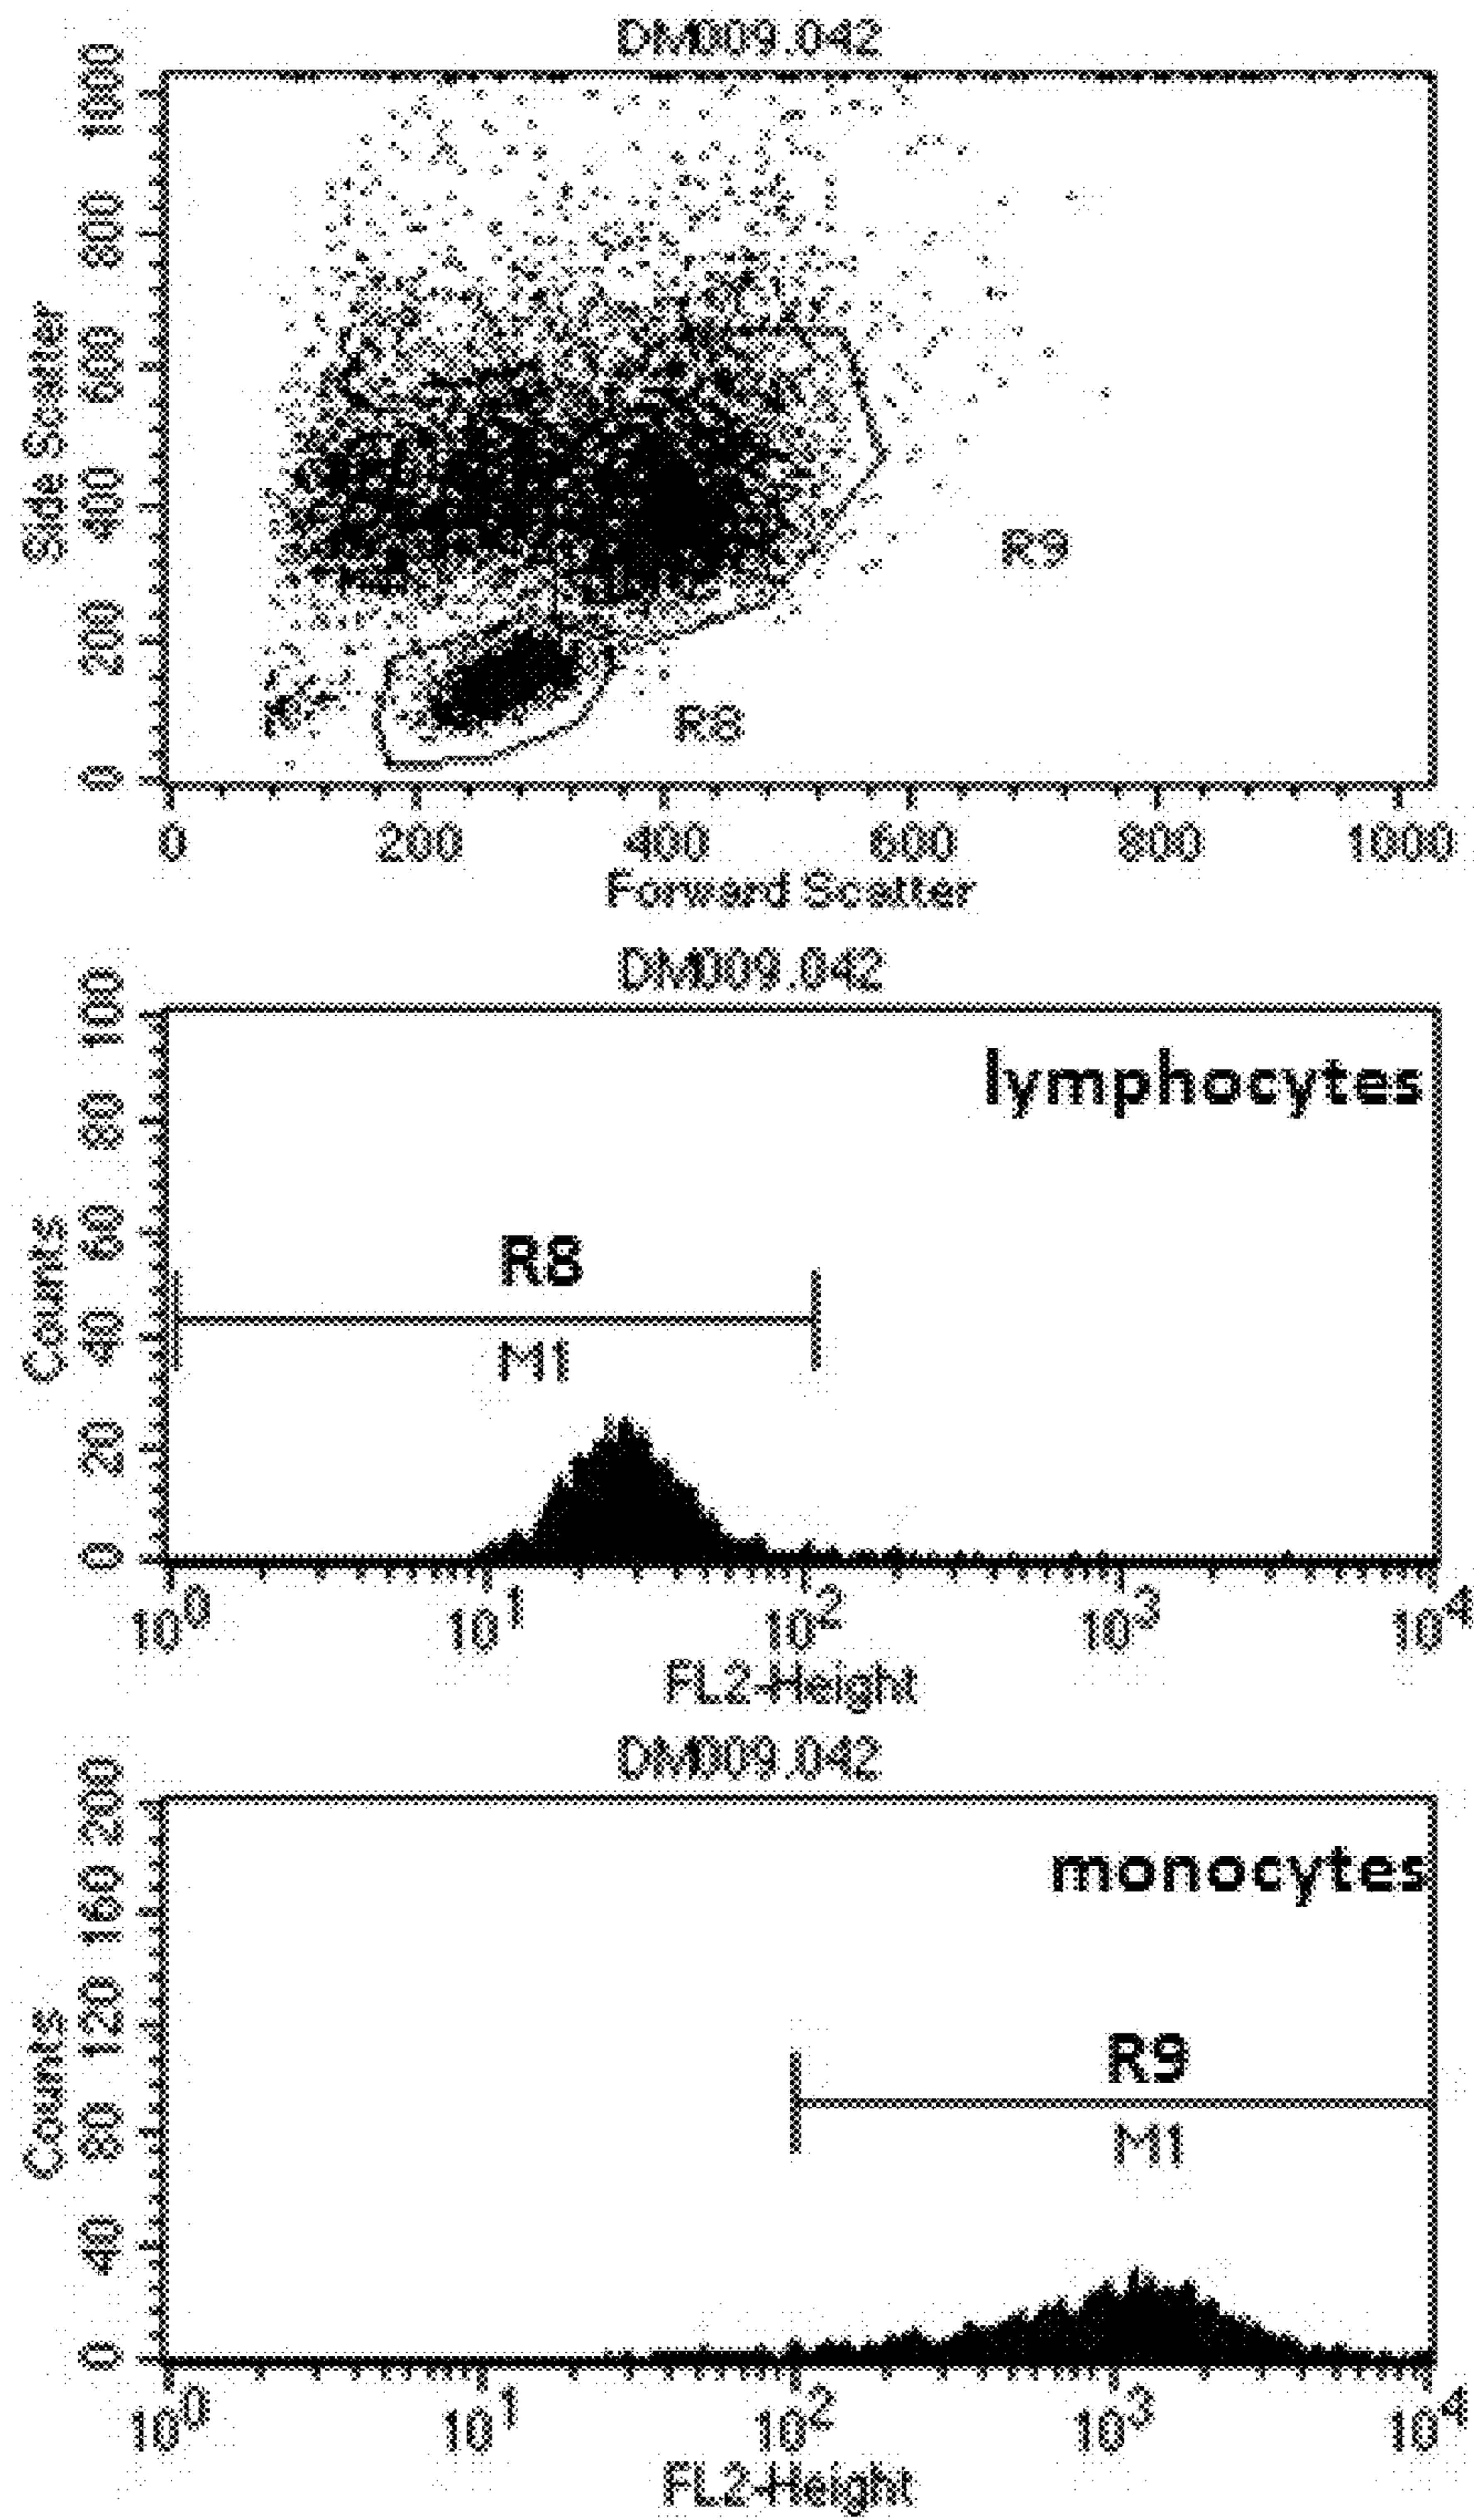 DM009.042
1000
800
600
400
200
0
Side Scatter
R9
R8
0 200 400 600 800 1000
Forward Scatter
DM009.042
100
80
60
40
20
0
Counts
lymphocytes
R8
M1
10^0 10^1 10^2 10^3 10^4
FL2-Height
DM009.042
200
160
120
80
40
0
Counts
monocytes
R9
M1
10^0 10^1 10^2 10^3 10^4
FL2-Height